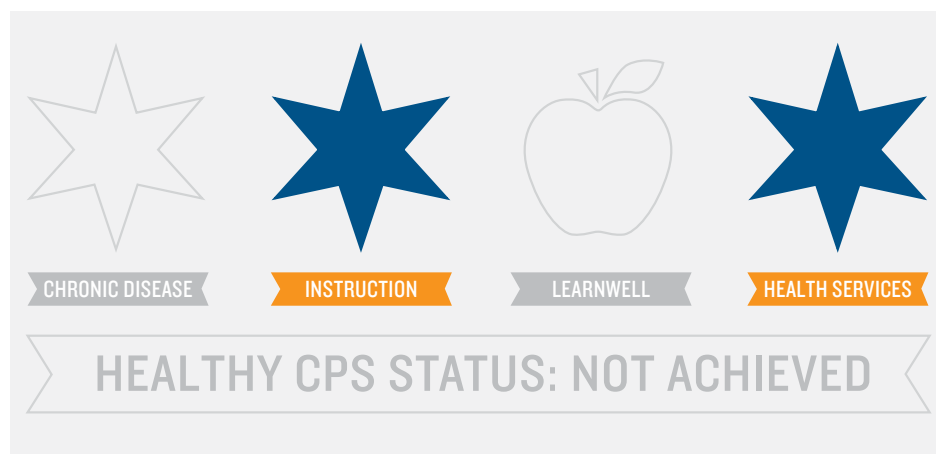 CHRONIC DISEASE
INSTRUCTION
LEARNWELL
HEALTH SERVICES
HEALTHY CPS STATUS: NOT ACHIEVED